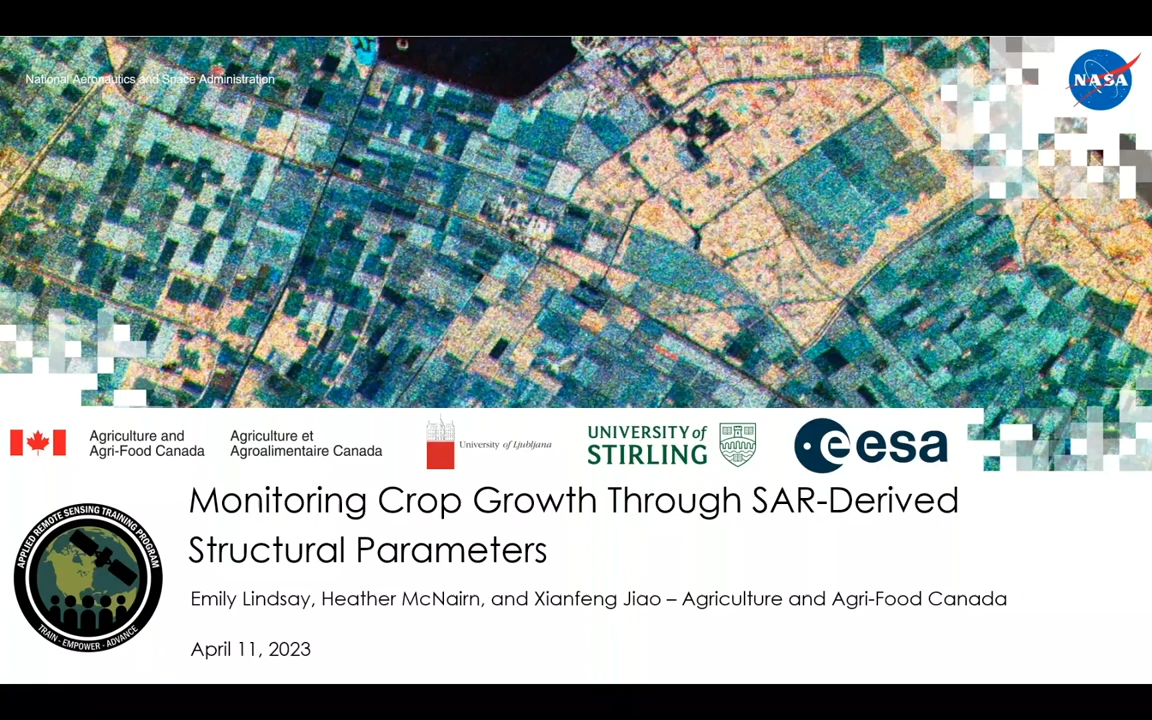 National Aeronautics and Space Administration
NASA
Agriculture and
Agri-Food Canada
Agriculture et
Agroalimentaire Canada
University of Ljubljana
UNIVERSITY of
STIRLING
esa
APPLIED REMOTE SENSING TRAINING PROGRAM
TRAIN - EMPOWER - ADVANCE
Monitoring Crop Growth Through SAR-Derived
Structural Parameters
Emily Lindsay, Heather McNairn, and Xianfeng Jiao – Agriculture and Agri-Food Canada
April 11, 2023